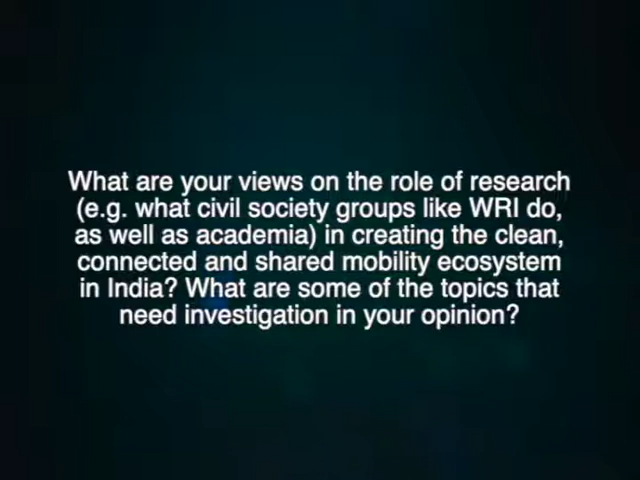 What are your views on the role of research
(e.g. what civil society groups like WRI do,
as well as academia) in creating the clean,
connected and shared mobility ecosystem
in India? What are some of the topics that
need investigation in your opinion?